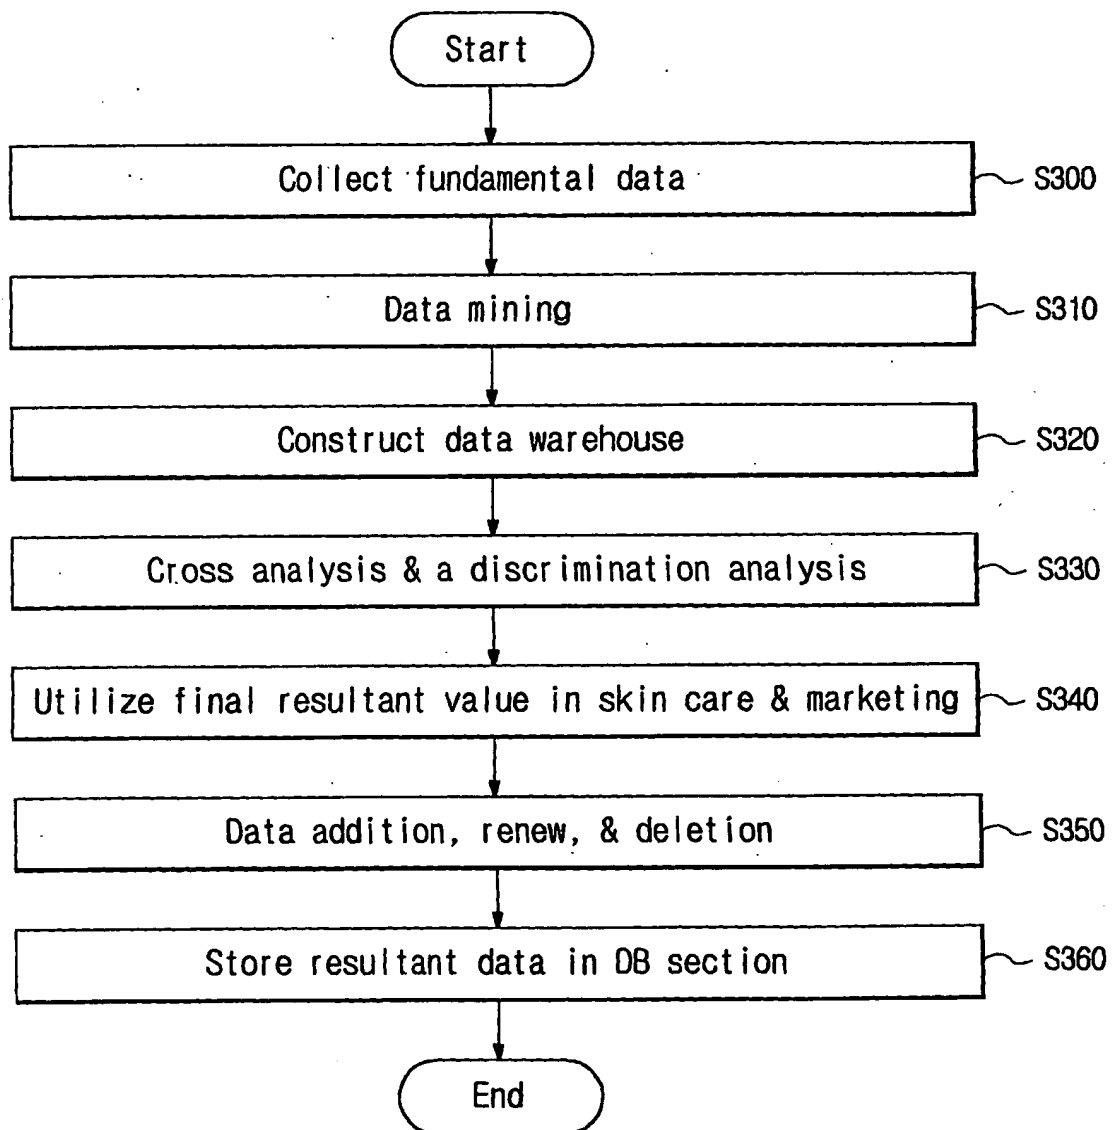 Start
Collect fundamental data
S300
Data mining
S310
Construct data warehouse
S320
Cross analysis & a discrimination analysis
S330
Utilize final resultant value in skin care & marketing
S340
Data addition, renew, & deletion
S350
Store resultant data in DB section
S360
End